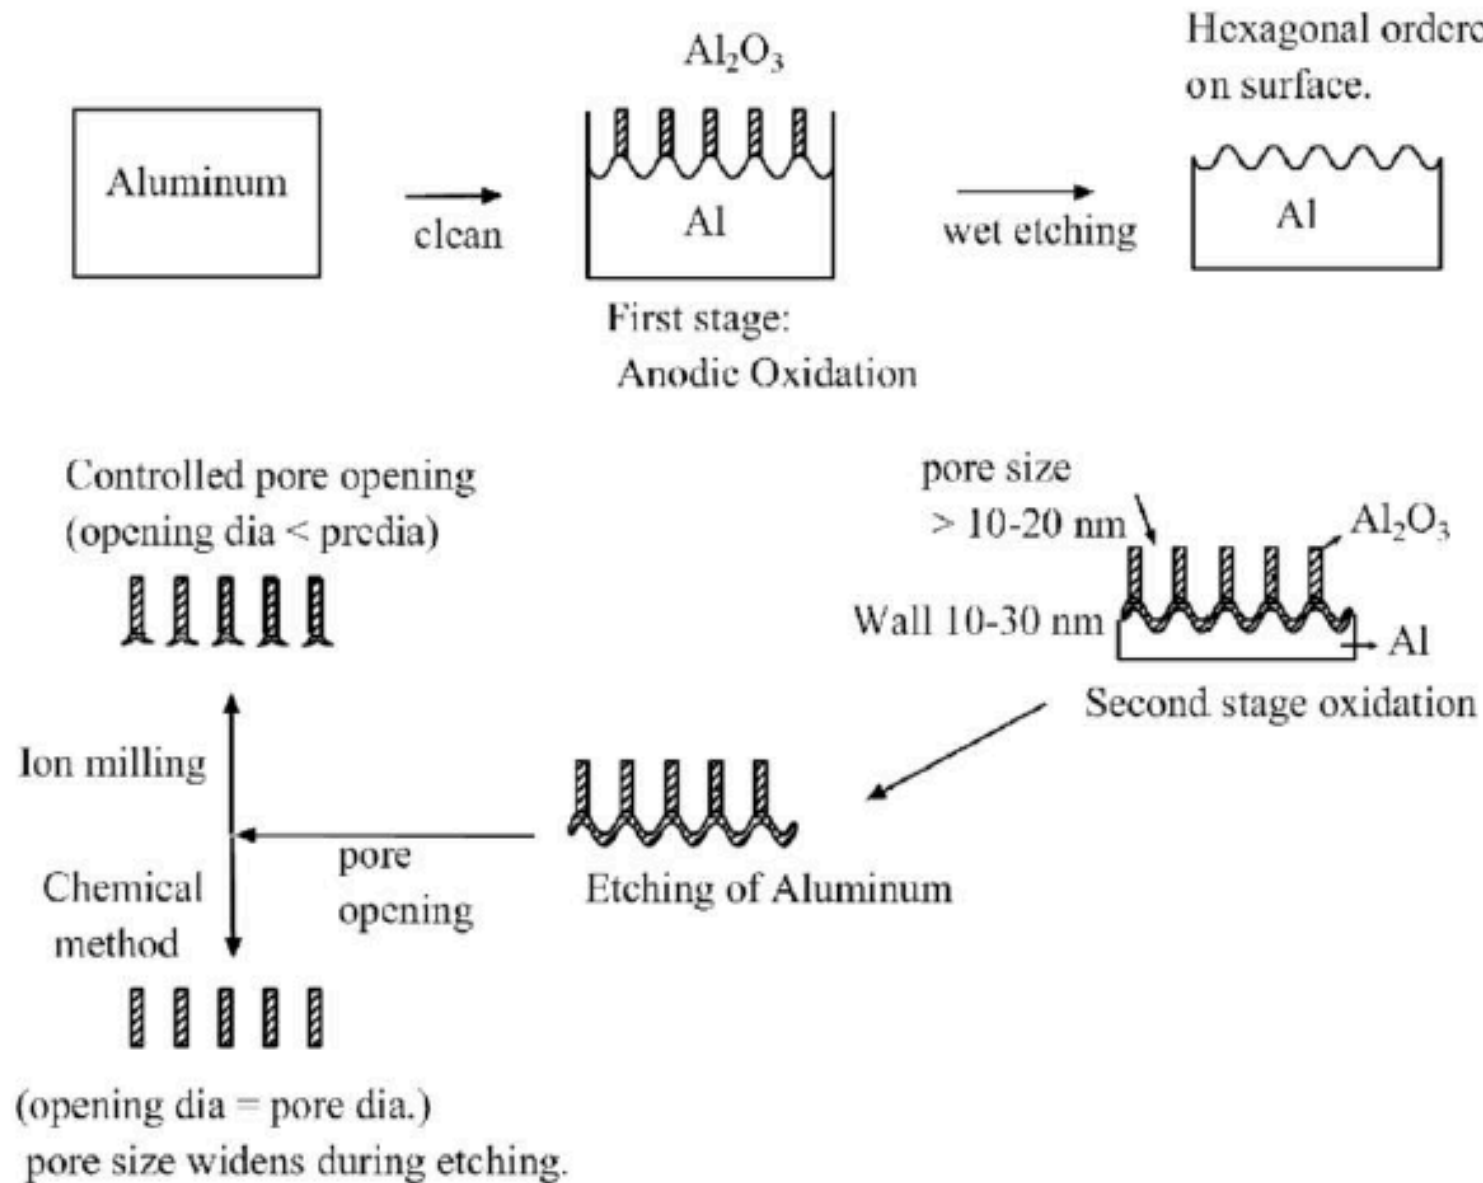 Al₂O₃
Hexagonal ordere
on surface.
Aluminum
clean
Al
wet etching
Al
First stage:
Anodic Oxidation
Controlled pore opening
(opening dia < predia)
pore size
> 10-20 nm
Al₂O₃
Wall 10-30 nm
Al
Second stage oxidation
Ion milling
pore
opening
Etching of Aluminum
Chemical
method
(opening dia = pore dia.)
pore size widens during etching.